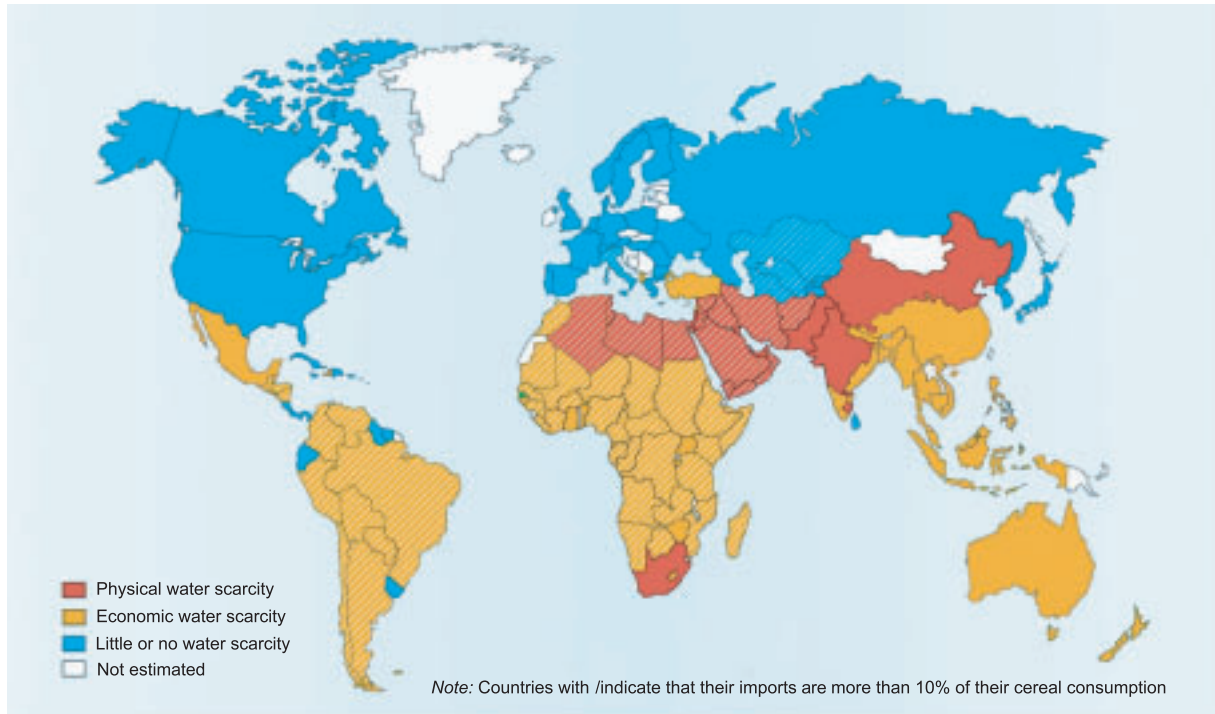 Physical water scarcity
Economic water scarcity
Little or no water scarcity
Not estimated
Note: Countries with /indicate that their imports are more than 10% of their cereal consumption